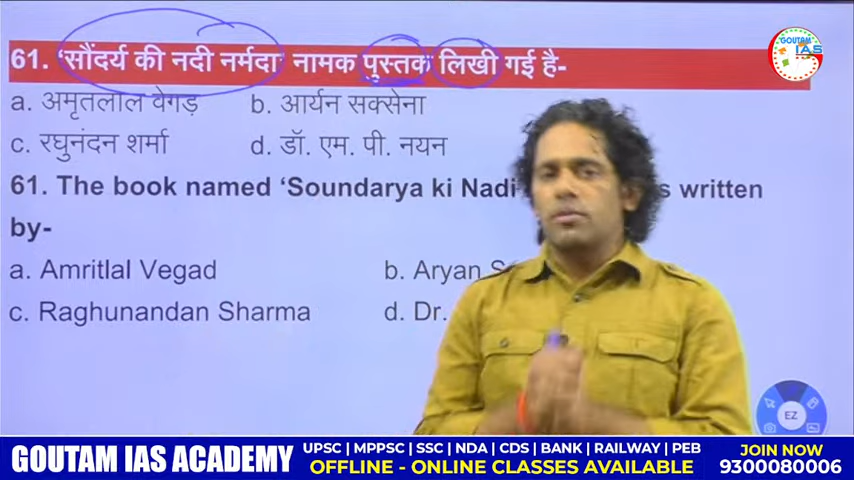 61. 'सौंदर्य की नदी नर्मदा' नामक पुस्तक लिखी गई है-
a. अमृतलाल वेगड़ b. आर्यन सक्सेना
c. रघुनंदन शर्मा d. डॉ. एम. पी. नयन
61. The book named 'Soundarya ki Nadi written
by-
a. Amritlal Vegad b. Aryan
c. Raghunandan Sharma d. Dr.
GOUTAM
IAS
EZ
GOUTAM IAS ACADEMY
UPSC | MPPSC | SSC | NDA | CDS | BANK | RAILWAY | PEB
OFFLINE - ONLINE CLASSES AVAILABLE
JOIN NOW
9300080006